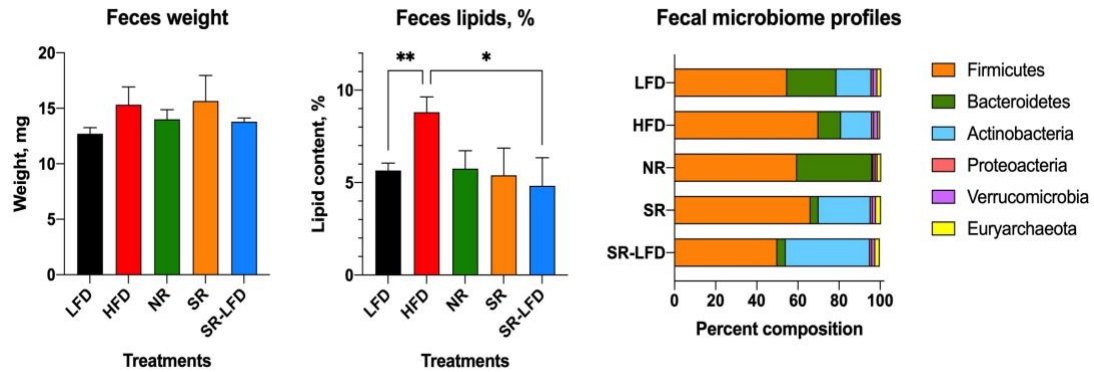 Feces weight
20
15
10
5
0
Weight, mg
LFD
HFD
NR
SR
SR-LFD
Treatments
Feces lipids, %
**
*
10
5
0
Lipid content, %
LFD
HFD
NR
SR
SR-LFD
Treatments
Fecal microbiome profiles
LFD
HFD
NR
SR
SR-LFD
0 20 40 60 80 100
Percent composition
Firmicutes
Bacteroidetes
Actinobacteria
Proteoacteria
Verrucomicrobia
Euryarchaeota